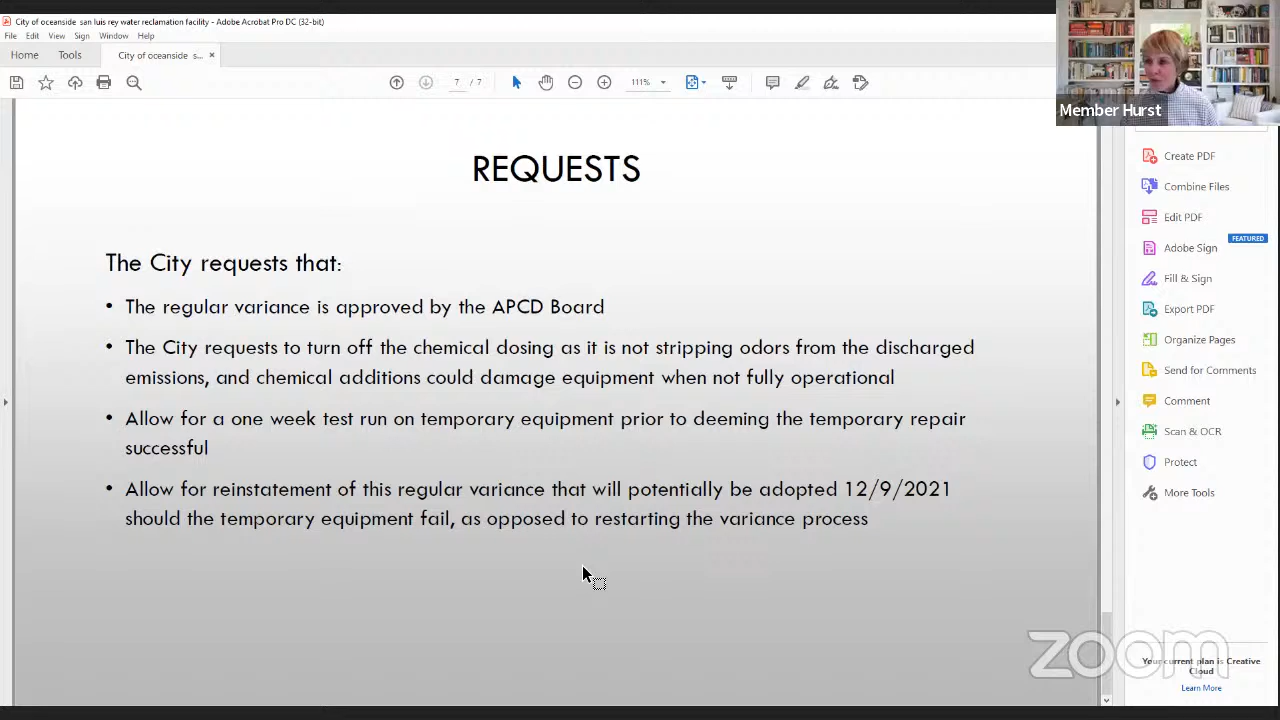 City of oceanside san luis rey water reclamation facility - Adobe Acrobat Pro DC (32-bit)
File Edit View Sign Window Help
Home Tools City of oceanside s... ×
7 / 7 111%
Member Hurst
REQUESTS
The City requests that:
• The regular variance is approved by the APCD Board
• The City requests to turn off the chemical dosing as it is not stripping odors from the discharged
emissions, and chemical additions could damage equipment when not fully operational
• Allow for a one week test run on temporary equipment prior to deeming the temporary repair
successful
• Allow for reinstatement of this regular variance that will potentially be adopted 12/9/2021
should the temporary equipment fail, as opposed to restarting the variance process
Create PDF
Combine Files
Edit PDF
FEATURED
Adobe Sign
Fill & Sign
Export PDF
Organize Pages
Send for Comments
Comment
Scan & OCR
Protect
More Tools
zoom
Your current plan is Creative
Cloud
Learn More